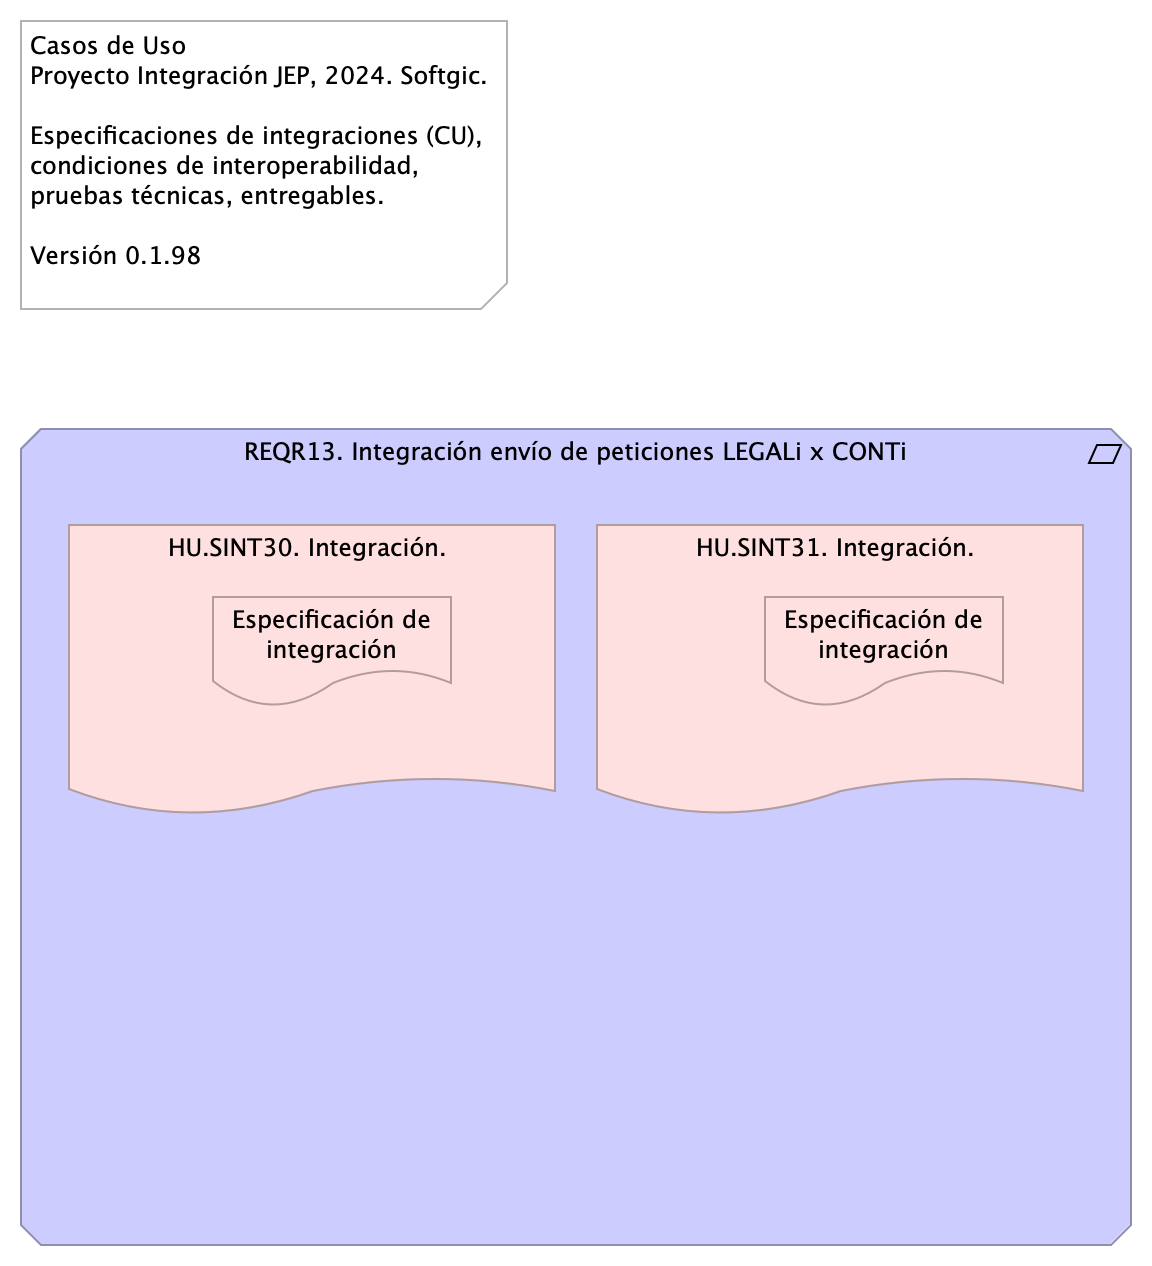 Casos de Uso
Proyecto Integración JEP, 2024. Softgic.
Especificaciones de integraciones (CU),
condiciones de interoperabilidad,
pruebas técnicas, entregables.
Versión 0.1.98
REQR13. Integración envío de peticiones LEGALi x CONTi
HU.SINT30. Integración.
Especificación de
integración
HU.SINT31. Integración.
Especificación de
integración